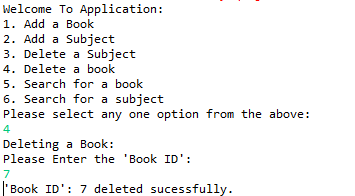 Welcome To Application:
1. Add a Book
2. Add a Subject
3. Delete a Subject
4. Delete a book
5. Search for a book
6. Search for a subject
Please select any one option from the above:
4
Deleting a Book:
Please Enter the 'Book ID':
7
'Book ID': 7 deleted sucessfully.